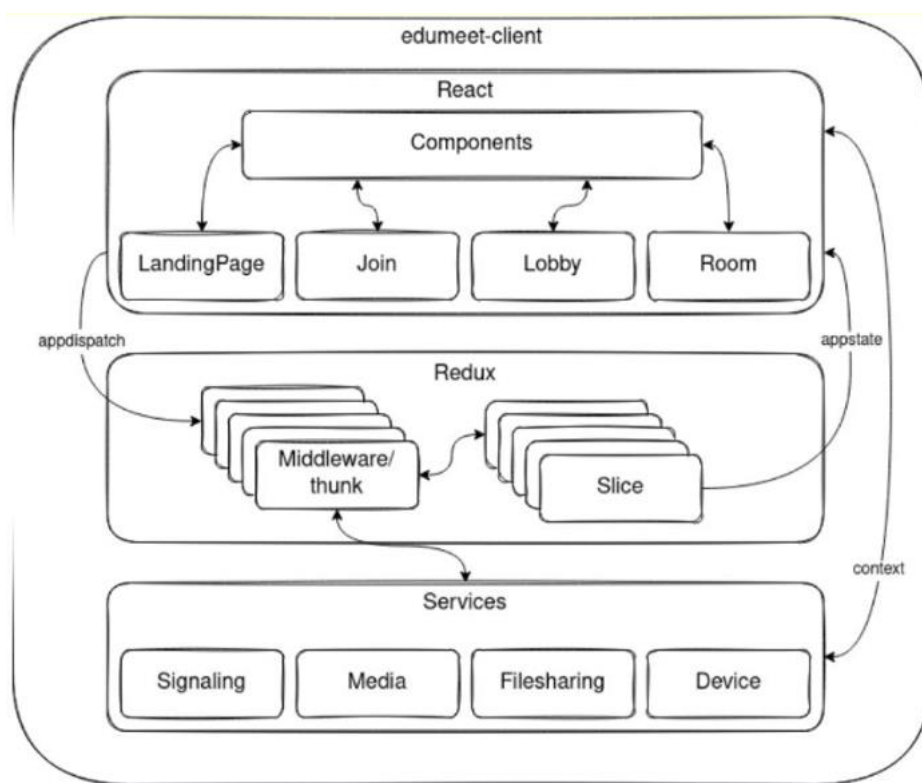 edumeet-client
React
Components
LandingPage
Join
Lobby
Room
appdispatch
appstate
Redux
Middleware/
thunk
Slice
context
Services
Signaling
Media
Filesharing
Device